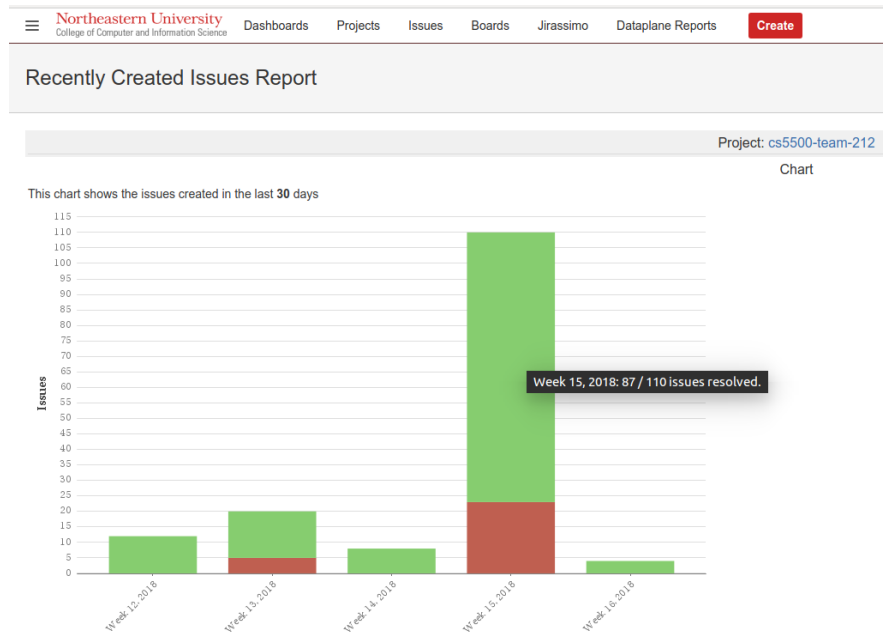 Northeastern University
College of Computer and Information Science
Dashboards Projects Issues Boards Jirassimo Dataplane Reports Create
Recently Created Issues Report
Project: cs5500-team-212
Chart
This chart shows the issues created in the last 30 days
115
110
105
100
95
90
85
80
75
70
65
60
55
50
45
40
35
30
25
20
15
10
5
0
Issues
Week 15, 2018: 87 / 110 issues resolved.
Week 12, 2018
Week 13, 2018
Week 14, 2018
Week 15, 2018
Week 16, 2018